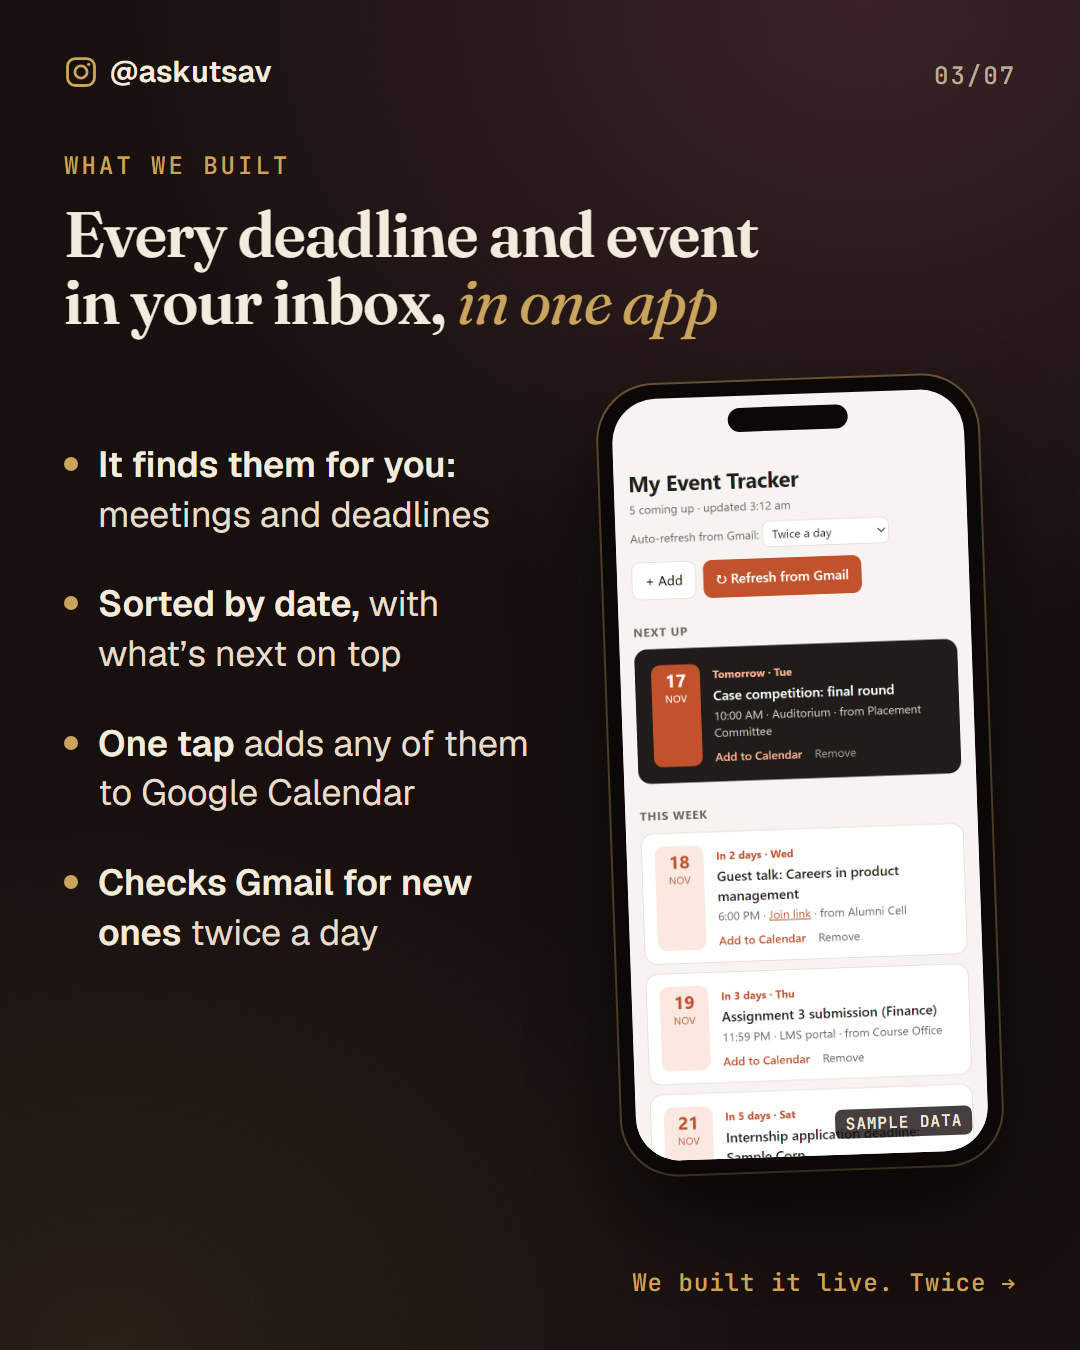 @askutsav
03/07
WHAT WE BUILT
Every deadline and event
in your inbox, in one app
It finds them for you:
meetings and deadlines
Sorted by date, with
what’s next on top
One tap adds any of them
to Google Calendar
Checks Gmail for new
ones twice a day
My Event Tracker
5 coming up · updated 3:12 am
Auto-refresh from Gmail: Twice a day
+ Add
↻ Refresh from Gmail
NEXT UP
17
NOV
Tomorrow · Tue
Case competition: final round
10:00 AM · Auditorium · from Placement
Committee
Add to Calendar Remove
THIS WEEK
18
NOV
In 2 days · Wed
Guest talk: Careers in product
management
6:00 PM · Join link · from Alumni Cell
Add to Calendar Remove
19
NOV
In 3 days · Thu
Assignment 3 submission (Finance)
11:59 PM · LMS portal · from Course Office
Add to Calendar Remove
21
NOV
In 5 days · Sat
Internship application deadline:
Sample Corp
SAMPLE DATA
We built it live. Twice →